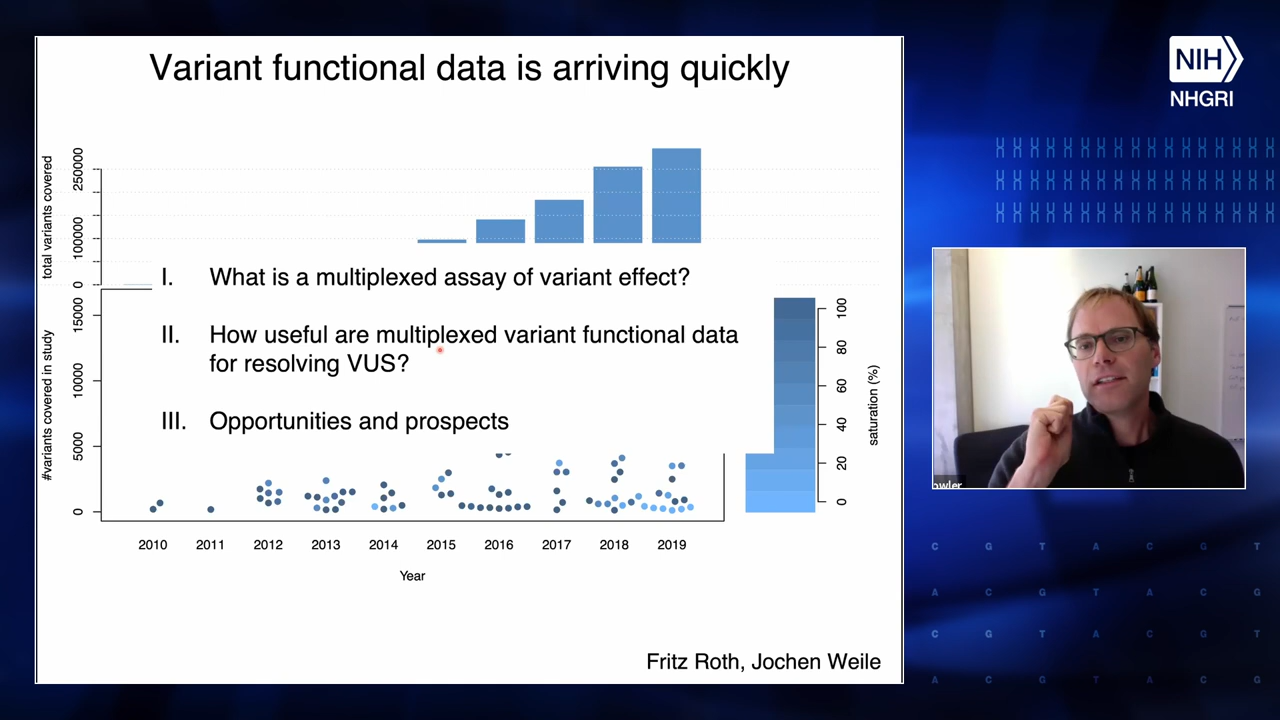 Variant functional data is arriving quickly
NIH
NHGRI
total variants covered
250000
100000
0
I. What is a multiplexed assay of variant effect?
II. How useful are multiplexed variant functional data
for resolving VUS?
III. Opportunities and prospects
#variants covered in study
15000
10000
5000
0
100
80
60
40
20
0
saturation (%)
2010 2011 2012 2013 2014 2015 2016 2017 2018 2019
Year
Fritz Roth, Jochen Weile
C G T A C G T
A C G T A C G
C G T A C G T
A C G T A C G